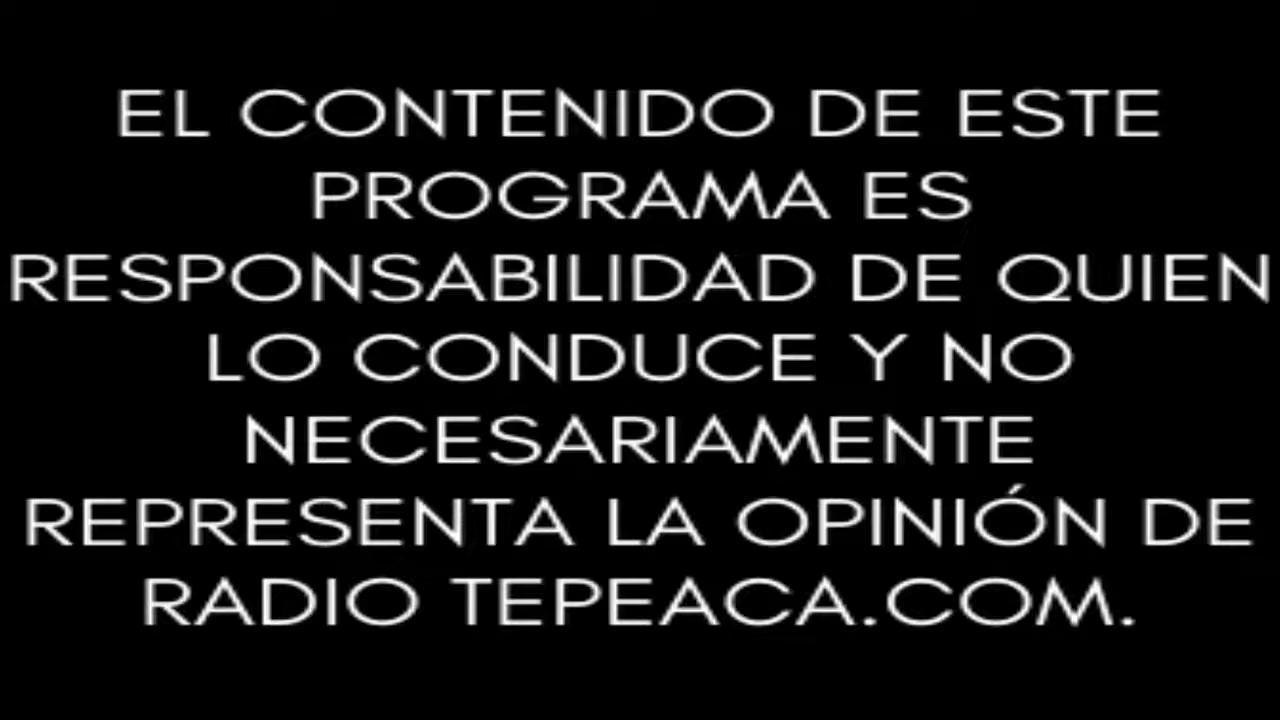 EL CONTENIDO DE ESTE
PROGRAMA ES
RESPONSABILIDAD DE QUIEN
LO CONDUCE Y NO
NECESARIAMENTE
REPRESENTA LA OPINIÓN DE
RADIO TEPEACA.COM.